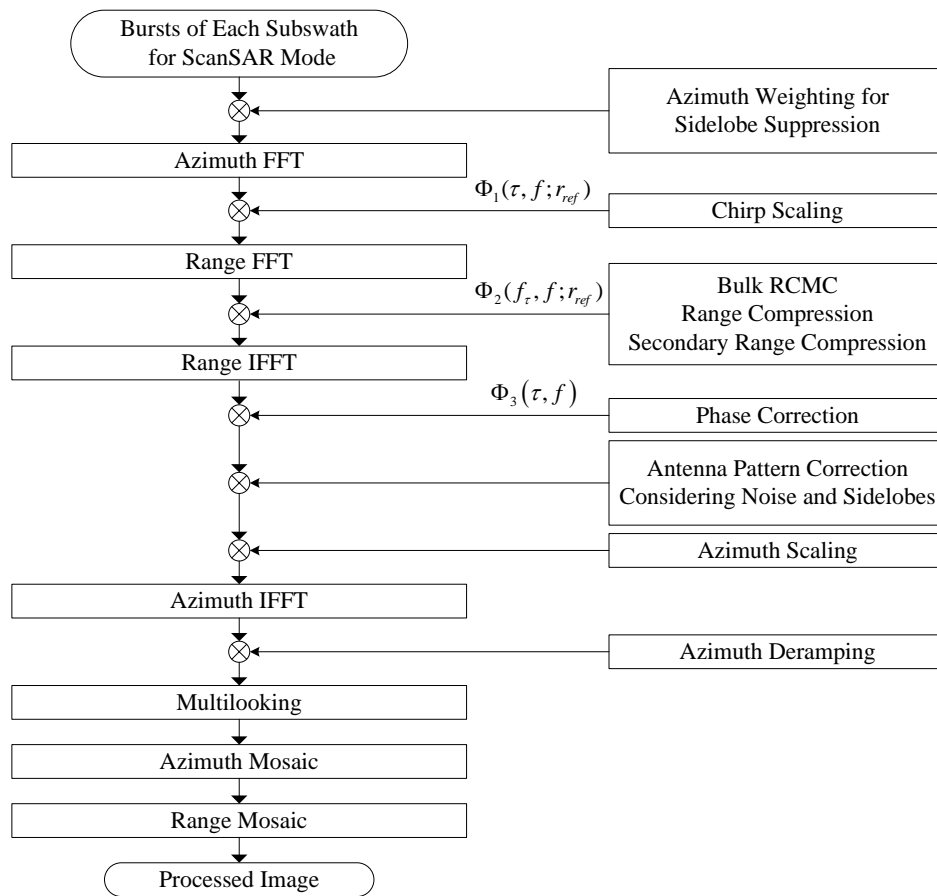 Bursts of Each Subswath
for ScanSAR Mode
Azimuth Weighting for
Sidelobe Suppression
Azimuth FFT
Φ₁(τ, f; r_ref)
Chirp Scaling
Range FFT
Φ₂(f_τ, f; r_ref)
Bulk RCMC
Range Compression
Secondary Range Compression
Range IFFT
Φ₃(τ, f)
Phase Correction
Antenna Pattern Correction
Considering Noise and Sidelobes
Azimuth Scaling
Azimuth IFFT
Azimuth Deramping
Multilooking
Azimuth Mosaic
Range Mosaic
Processed Image